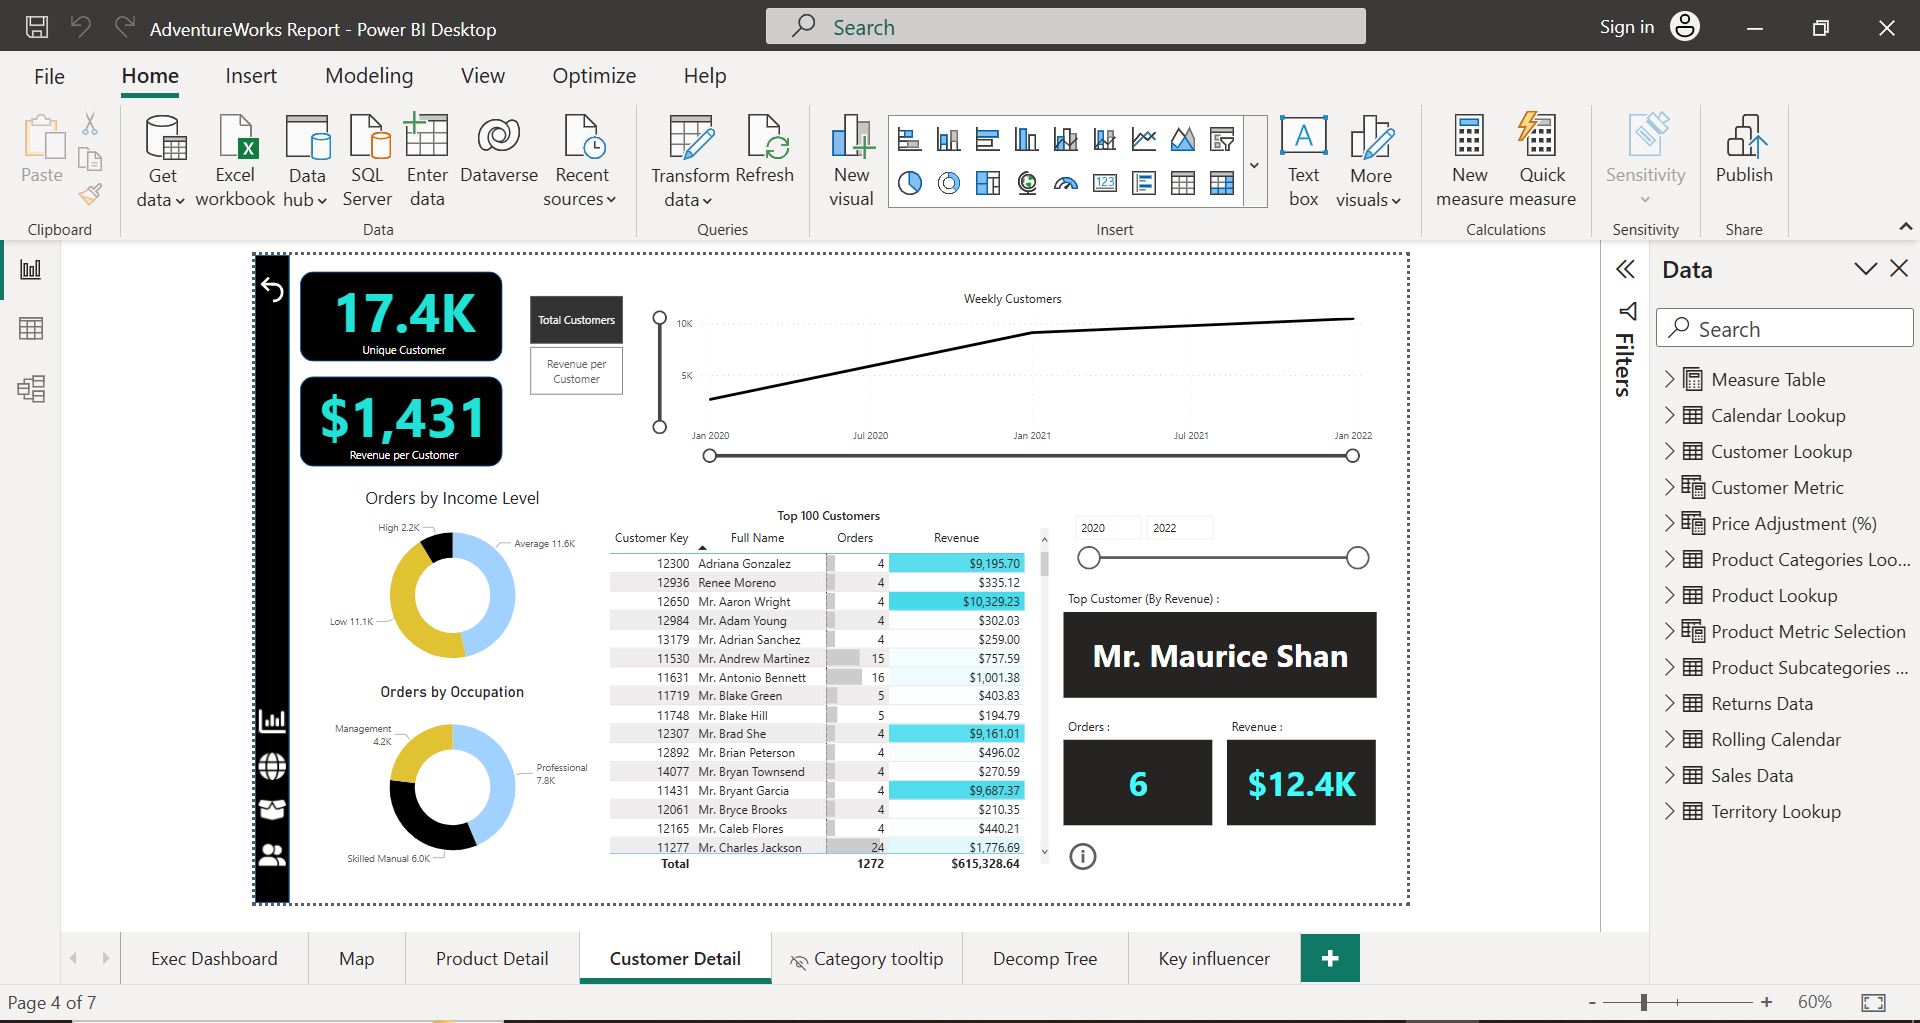 AdventureWorks Report - Power BI Desktop
Search
Sign in
File
Home
Insert
Modeling
View
Optimize
Help
Paste
Get data
Excel workbook
Data hub
SQL Server
Enter data
Dataverse
Recent sources
Transform data
Refresh
New visual
Text box
More visuals
New measure
Quick measure
Sensitivity
Publish
Clipboard
Data
Queries
Insert
Calculations
Sensitivity
Share
17.4K
Unique Customer
$1,431
Revenue per Customer
Total Customers
Revenue per
Customer
Weekly Customers
10K
5K
Jan 2020
Jul 2020
Jan 2021
Jul 2021
Jan 2022
Orders by Income Level
High 2.2K
Average 11.6K
Low 11.1K
Orders by Occupation
Management
4.2K
Professional
7.8K
Skilled Manual 6.0K
Top 100 Customers
Customer Key Full Name Orders Revenue
12300 Adriana Gonzalez 4 $9,195.70
12936 Renee Moreno 4 $335.12
12650 Mr. Aaron Wright 4 $10,329.23
12984 Mr. Adam Young 4 $302.03
13179 Mr. Adrian Sanchez 4 $259.00
11530 Mr. Andrew Martinez 15 $757.59
11631 Mr. Antonio Bennett 16 $1,001.38
11719 Mr. Blake Green 5 $403.83
11748 Mr. Blake Hill 5 $194.79
12307 Mr. Brad She 4 $9,161.01
12892 Mr. Brian Peterson 4 $496.02
14077 Mr. Bryan Townsend 4 $270.59
11431 Mr. Bryant Garcia 4 $9,687.37
12061 Mr. Bryce Brooks 4 $210.35
12165 Mr. Caleb Flores 4 $440.21
11277 Mr. Charles Jackson 24 $1,776.69
Total 1272 $615,328.64
2020
2022
Top Customer (By Revenue) :
Mr. Maurice Shan
Orders :
Revenue :
6
$12.4K
Filters
Data
Search
Measure Table
Calendar Lookup
Customer Lookup
Customer Metric
Price Adjustment (%)
Product Categories Loo...
Product Lookup
Product Metric Selection
Product Subcategories ...
Returns Data
Rolling Calendar
Sales Data
Territory Lookup
Exec Dashboard
Map
Product Detail
Customer Detail
Category tooltip
Decomp Tree
Key influencer
Page 4 of 7
60%